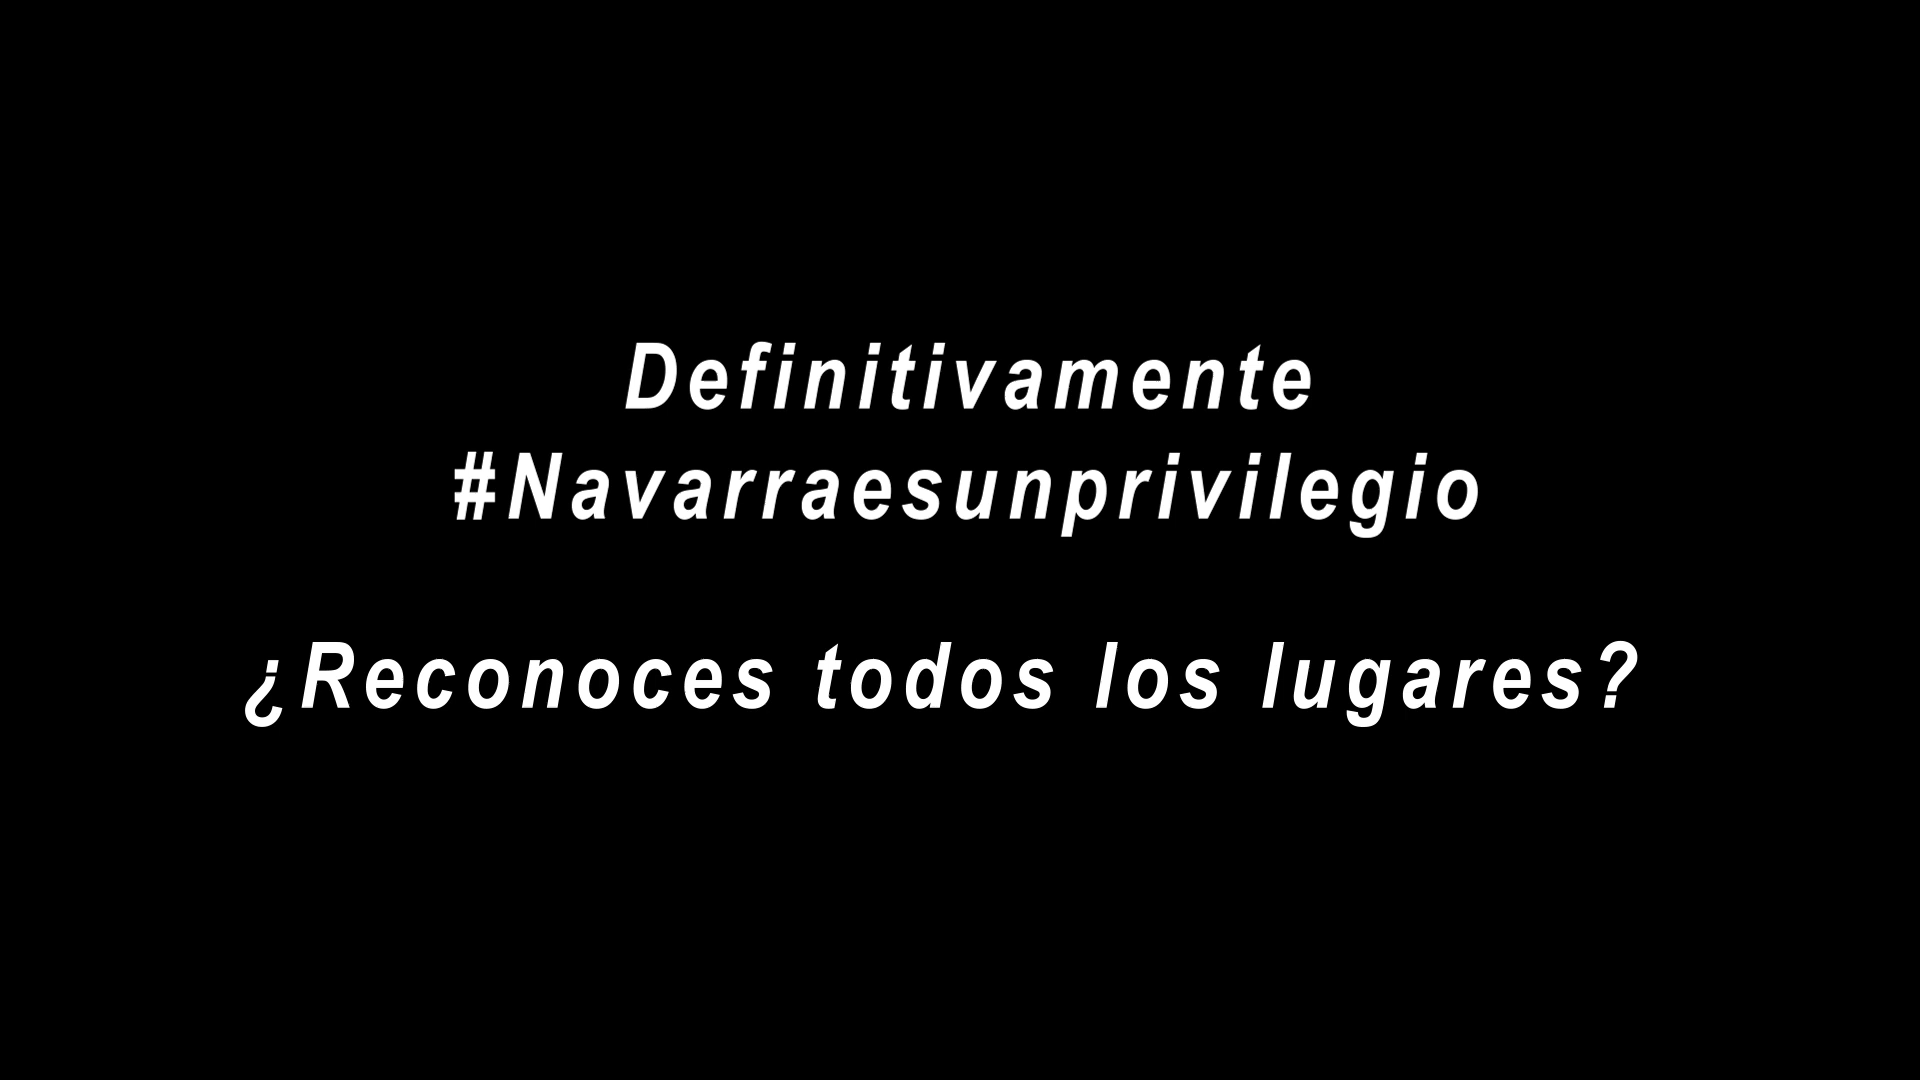 Definitivamente
#Navarraesunprivilegio
¿Reconoces todos los lugares?